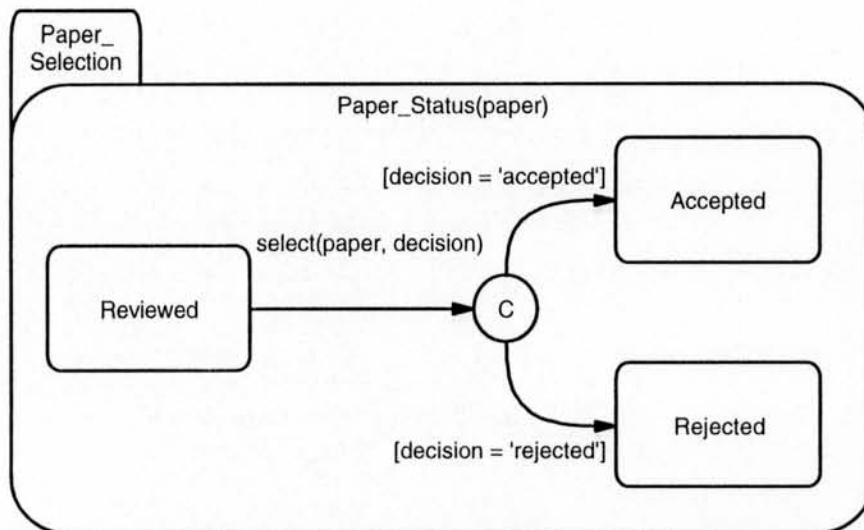 Paper_
Selection
Paper_Status(paper)
[decision = 'accepted']
Accepted
select(paper, decision)
Reviewed
C
Rejected
[decision = 'rejected']